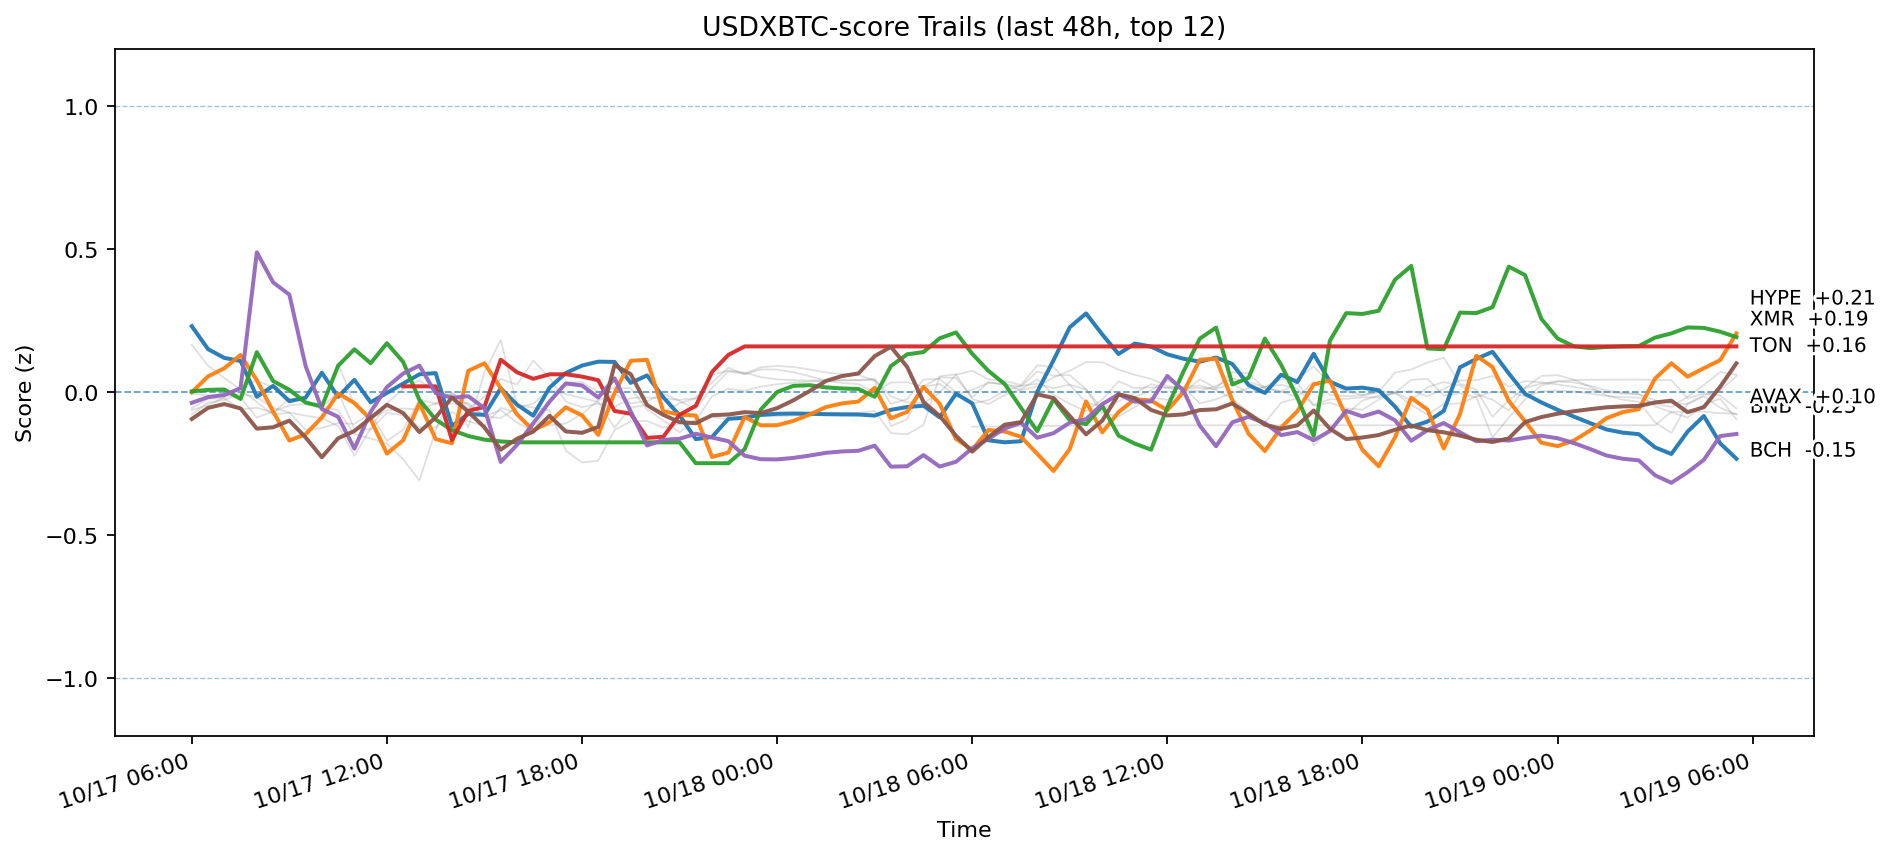 USDXBTC-score Trails (last 48h, top 12)
Score (z)
1.0
0.5
0.0
−0.5
−1.0
HYPE +0.21
XMR +0.19
TON +0.16
AVAX +0.10
BNB -0.25
BCH -0.15
10/17 06:00
10/17 12:00
10/17 18:00
10/18 00:00
10/18 06:00
10/18 12:00
10/18 18:00
10/19 00:00
10/19 06:00
Time